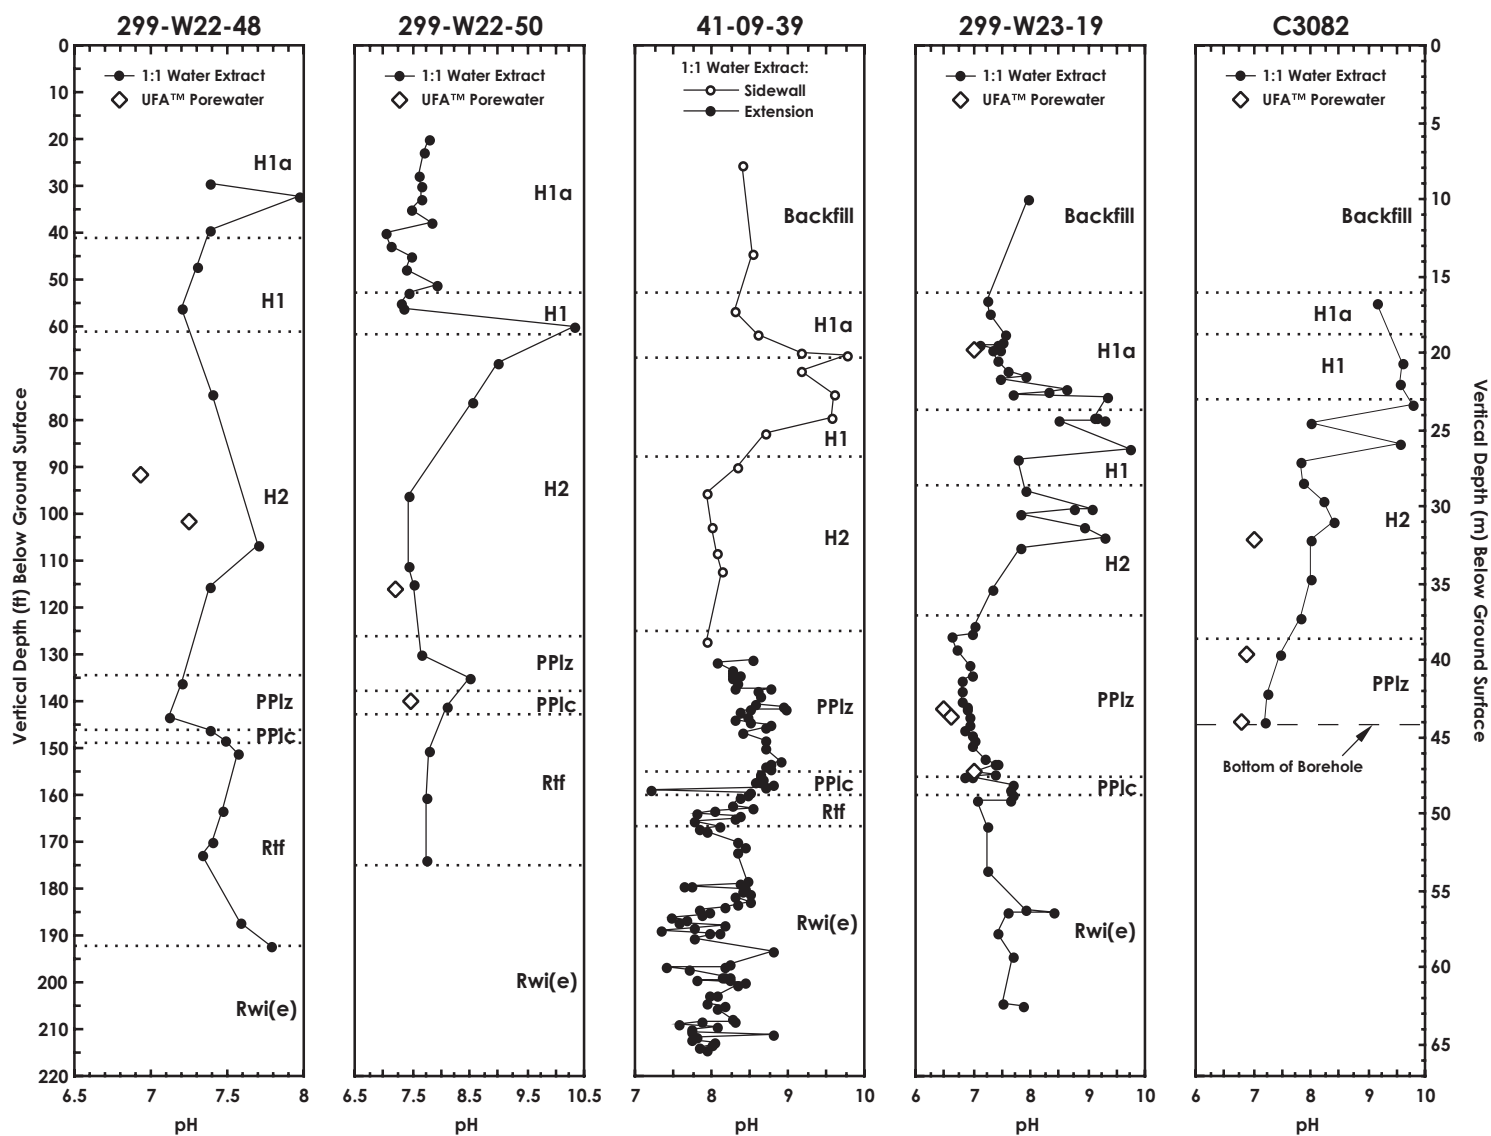 299-W22-48
299-W22-50
41-09-39
299-W23-19
C3082
Vertical Depth (ft) Below Ground Surface
0
10
20
30
40
50
60
70
80
90
100
110
120
130
140
150
160
170
180
190
200
210
220
1:1 Water Extract
UFA™ Porewater
H1a
H1
H2
PPlz
PPlc
Rtf
Rwi(e)
6.5 7 7.5 8
pH
1:1 Water Extract
UFA™ Porewater
H1a
H1
H2
PPlz
PPlc
Rtf
Rwi(e)
6.5 7.5 8.5 9.5 10.5
pH
1:1 Water Extract:
Sidewall
Extension
Backfill
H1a
H1
H2
PPlz
PPlc
Rtf
Rwi(e)
7 8 9 10
pH
1:1 Water Extract
UFA™ Porewater
Backfill
H1a
H1
H2
PPlz
PPlc
Rwi(e)
6 7 8 9 10
pH
1:1 Water Extract
UFA™ Porewater
Backfill
H1a
H1
H2
PPlz
Bottom of Borehole
6 7 8 9 10
pH
0
5
10
15
20
25
30
35
40
45
50
55
60
65
Vertical Depth (m) Below Ground Surface